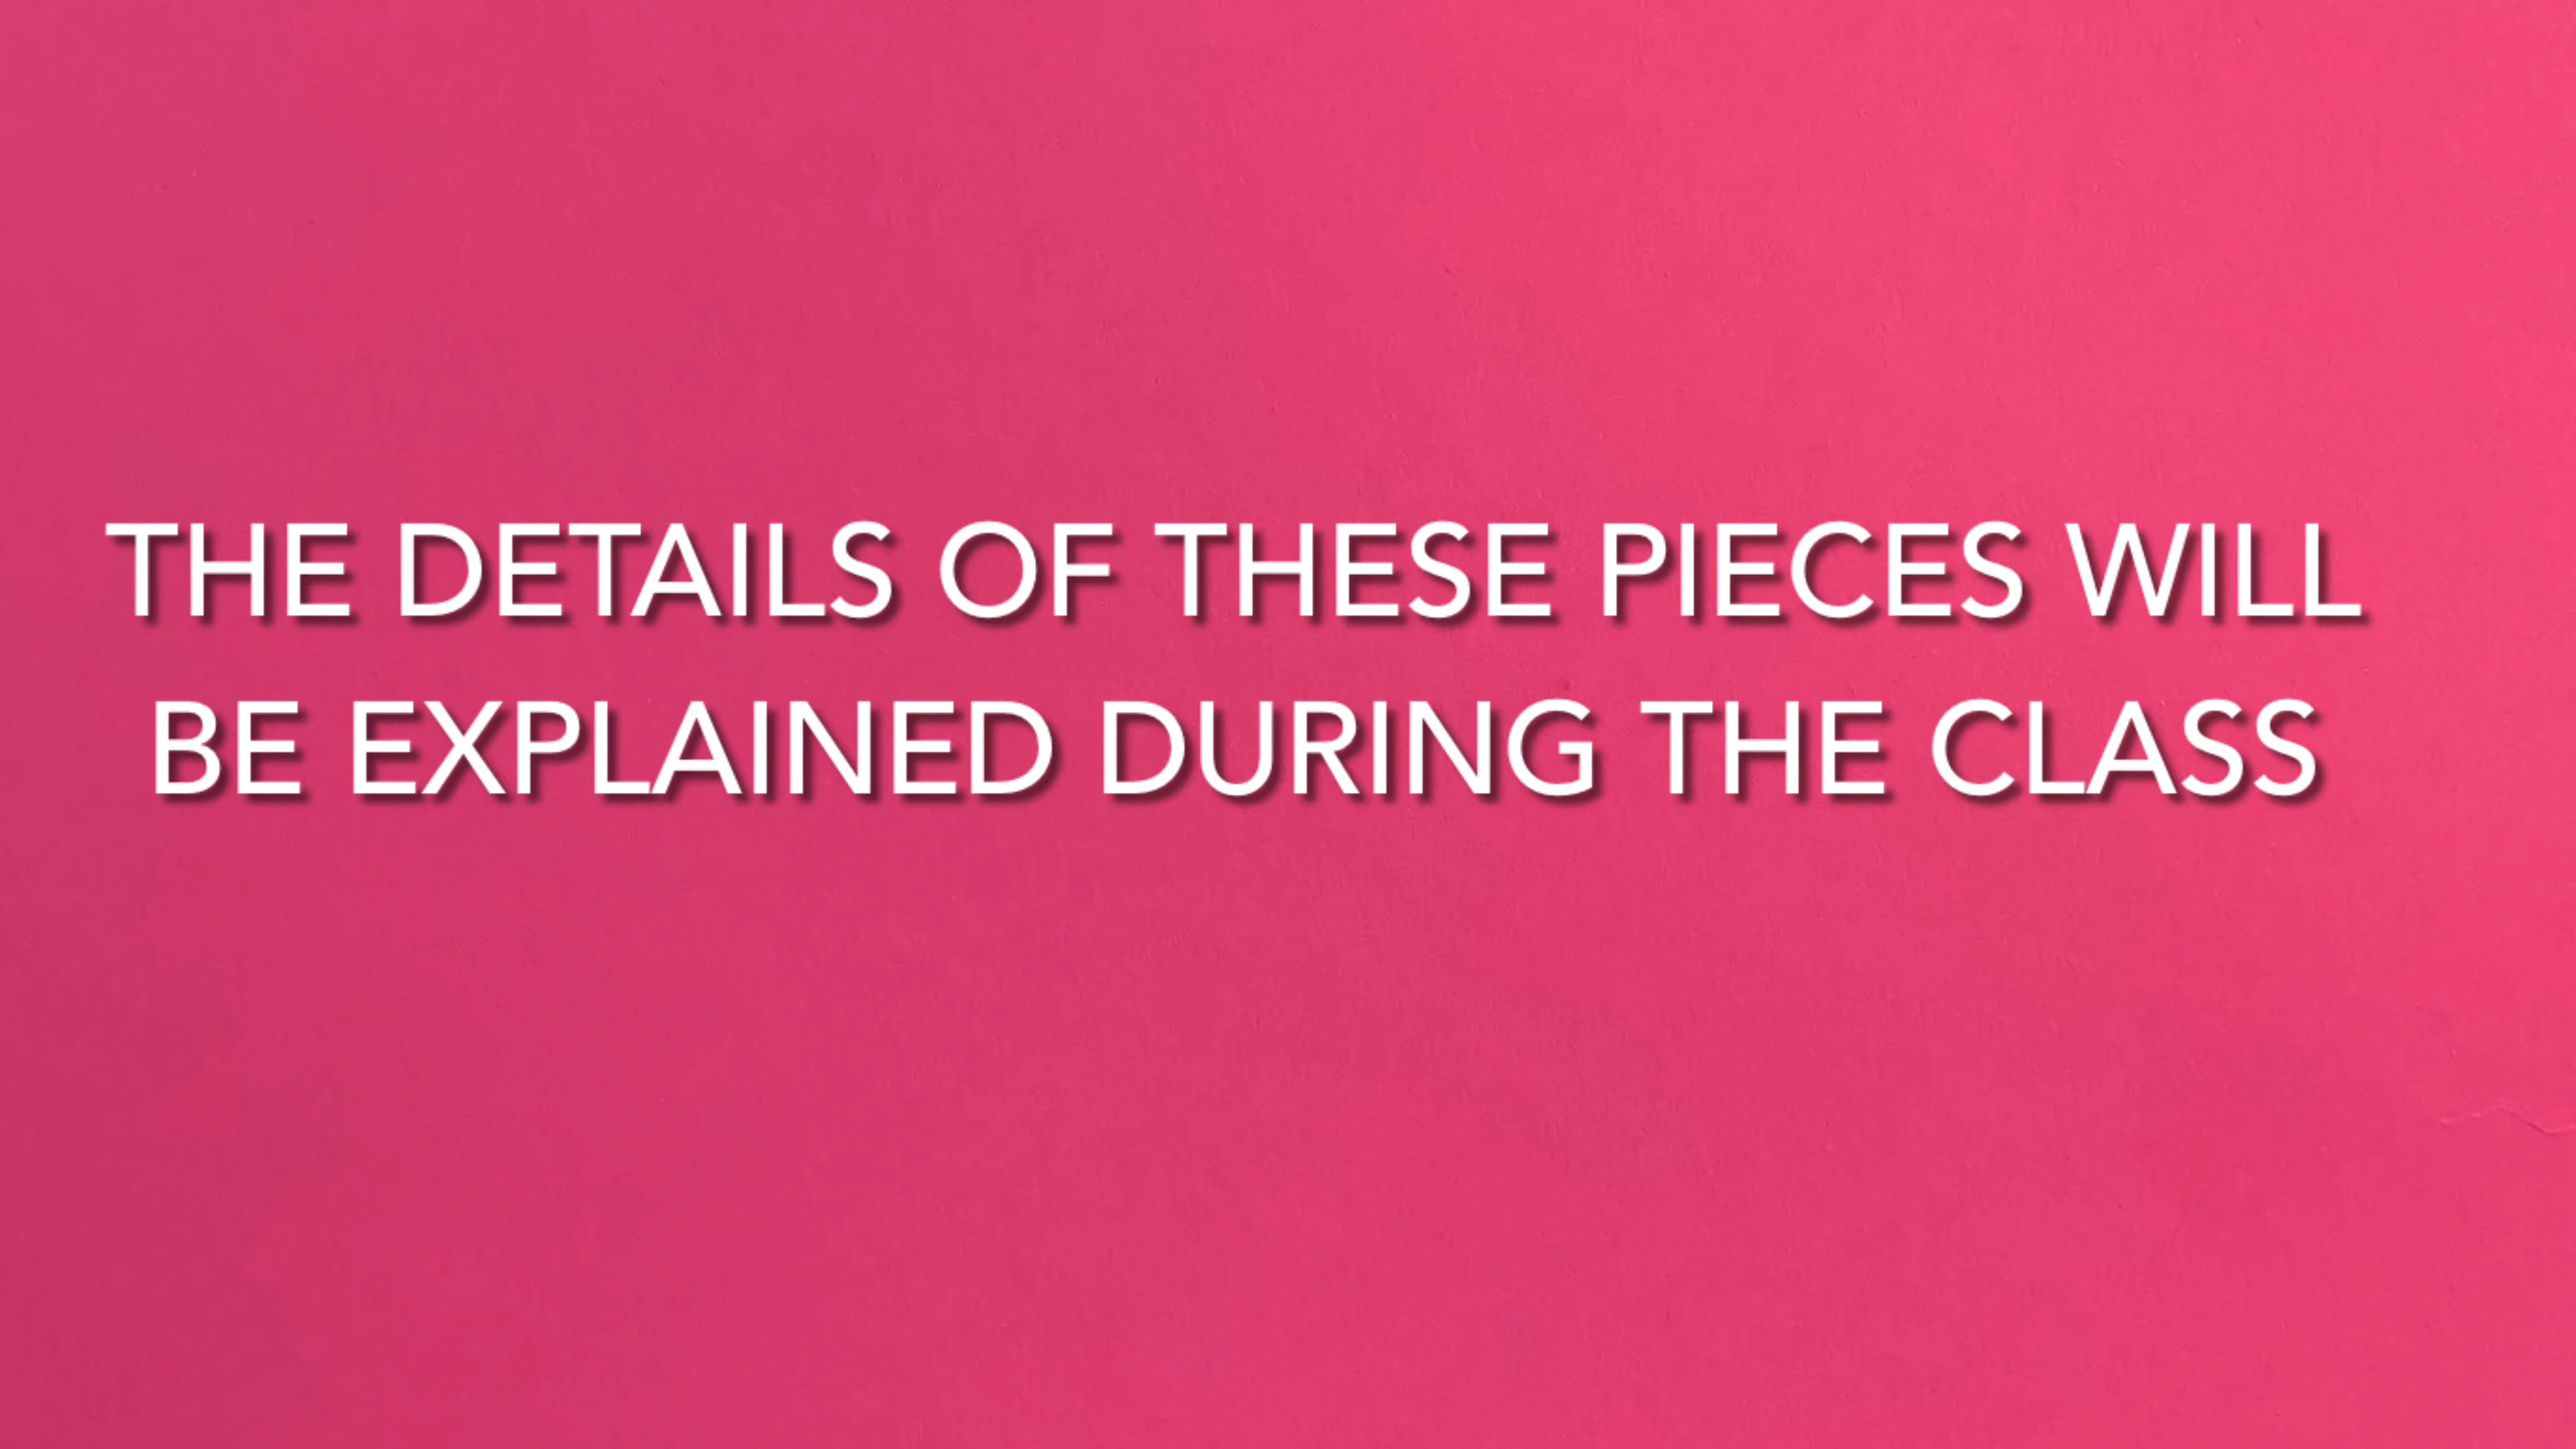 THE DETAILS OF THESE PIECES WILL
BE EXPLAINED DURING THE CLASS